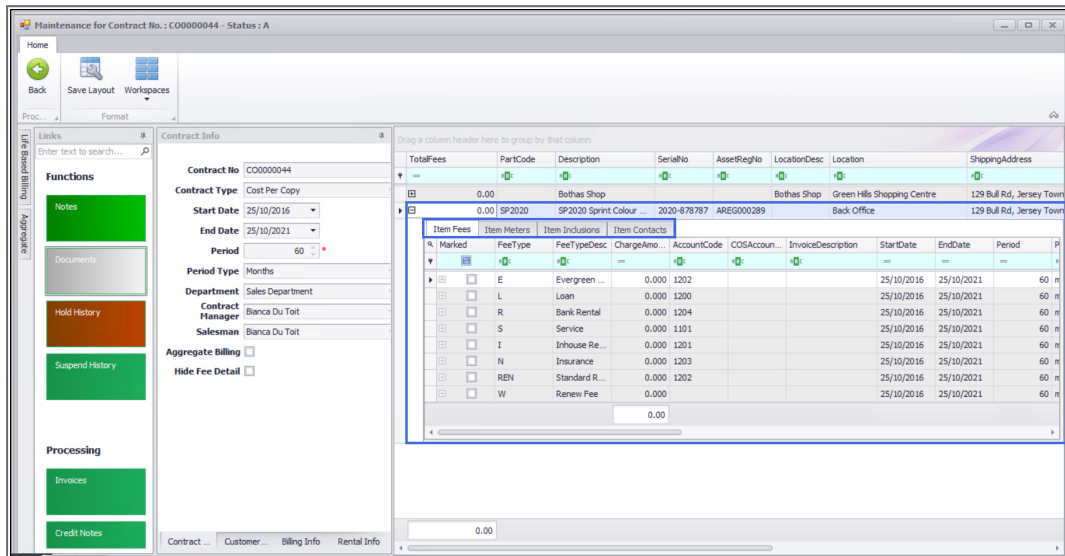 Maintenance for Contract No. : CO0000044 - Status : A
Home
Back
Save Layout
Workspaces
Proc...
Format
Life Based Billing
Aggregate
Links
Enter text to search...
Functions
Notes
Documents
Hold History
Suspend History
Processing
Invoices
Credit Notes
Contract Info
Contract No CO0000044
Contract Type Cost Per Copy
Start Date 25/10/2016
End Date 25/10/2021
Period 60 *
Period Type Months
Department Sales Department
Contract Manager Bianca Du Toit
Salesman Bianca Du Toit
Aggregate Billing
Hide Fee Detail
Contract ... Customer... Billing Info Rental Info
Drag a column header here to group by that column
TotalFees PartCode Description SerialNo AssetRegNo LocationDesc Location ShippingAddress
0.00 Bothas Shop Bothas Shop Green Hills Shopping Centre 129 Bull Rd, Jersey Town
0.00 SP2020 SP2020 Sprint Colour ... 2020-878787 AREG000289 Back Office 129 Bull Rd, Jersey Town
Item Fees Item Meters Item Inclusions Item Contacts
Marked FeeType FeeTypeDesc ChargeAmo... AccountCode COSAccoun... InvoiceDescription StartDate EndDate Period P
E Evergreen ... 0.000 1202 25/10/2016 25/10/2021 60 m
L Loan 0.000 1200 25/10/2016 25/10/2021 60 m
R Bank Rental 0.000 1204 25/10/2016 25/10/2021 60 m
S Service 0.000 1101 25/10/2016 25/10/2021 60 m
I Inhouse Re... 0.000 1201 25/10/2016 25/10/2021 60 m
N Insurance 0.000 1203 25/10/2016 25/10/2021 60 m
REN Standard R... 0.000 1202 25/10/2016 25/10/2021 60 m
W Renew Fee 0.000 25/10/2016 25/10/2021 60 m
0.00
0.00